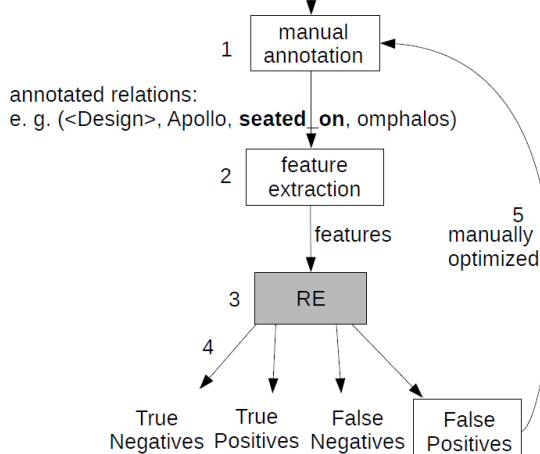 1
manual
annotation
annotated relations:
e. g. (<Design>, Apollo, seated_on, omphalos)
2
feature
extraction
features
5
manually
optimized
3
RE
4
True
Negatives
True
Positives
False
Negatives
False
Positives